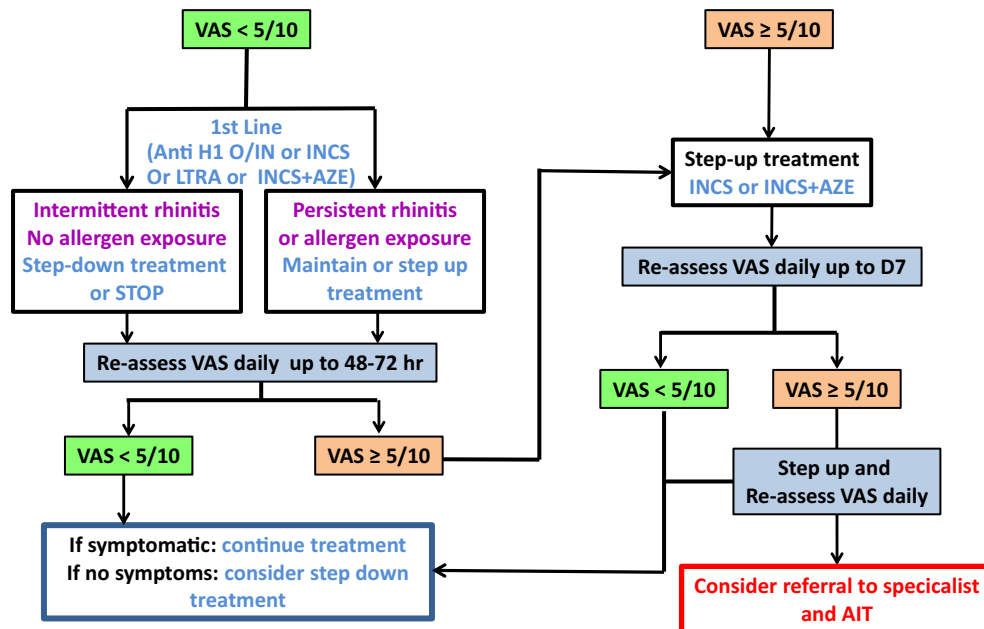 VAS < 5/10
VAS ≥ 5/10
1st Line
(Anti H1 O/IN or INCS
Or LTRA or INCS+AZE)
Intermittent rhinitis
No allergen exposure
Step-down treatment
or STOP
Persistent rhinitis
or allergen exposure
Maintain or step up
treatment
Step-up treatment
INCS or INCS+AZE
Re-assess VAS daily up to D7
Re-assess VAS daily up to 48-72 hr
VAS < 5/10
VAS ≥ 5/10
VAS < 5/10
VAS ≥ 5/10
Step up and
Re-assess VAS daily
If symptomatic: continue treatment
If no symptoms: consider step down
treatment
Consider referral to specicalist
and AIT